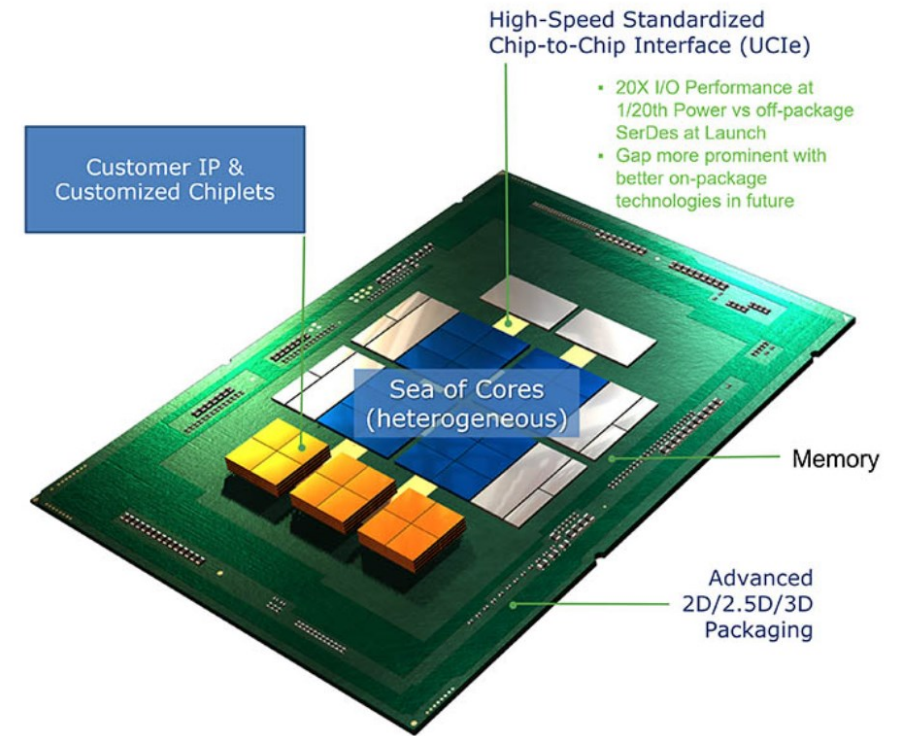 High-Speed Standardized
Chip-to-Chip Interface (UCIe)
▪ 20X I/O Performance at
1/20th Power vs off-package
SerDes at Launch
▪ Gap more prominent with
better on-package
technologies in future
Customer IP &
Customized Chiplets
Sea of Cores
(heterogeneous)
Memory
Advanced
2D/2.5D/3D
Packaging